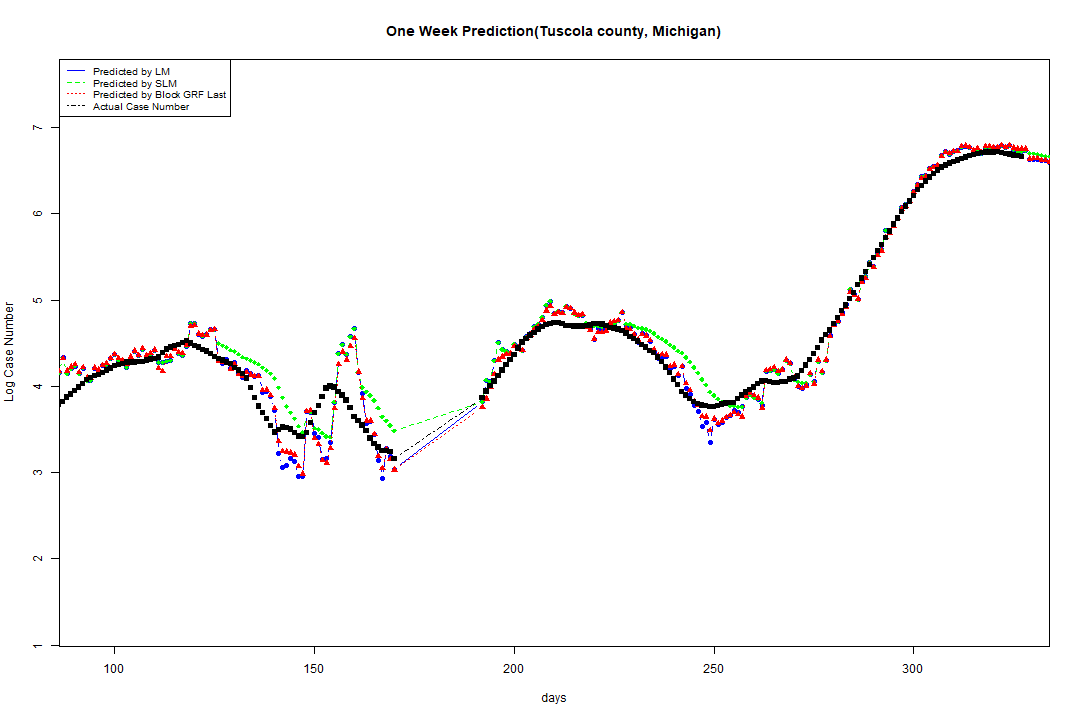 One Week Prediction(Tuscola county, Michigan)
Predicted by LM
Predicted by SLM
Predicted by Block GRF Last
Actual Case Number
Log Case Number
7
6
5
4
3
2
1
100 150 200 250 300
days